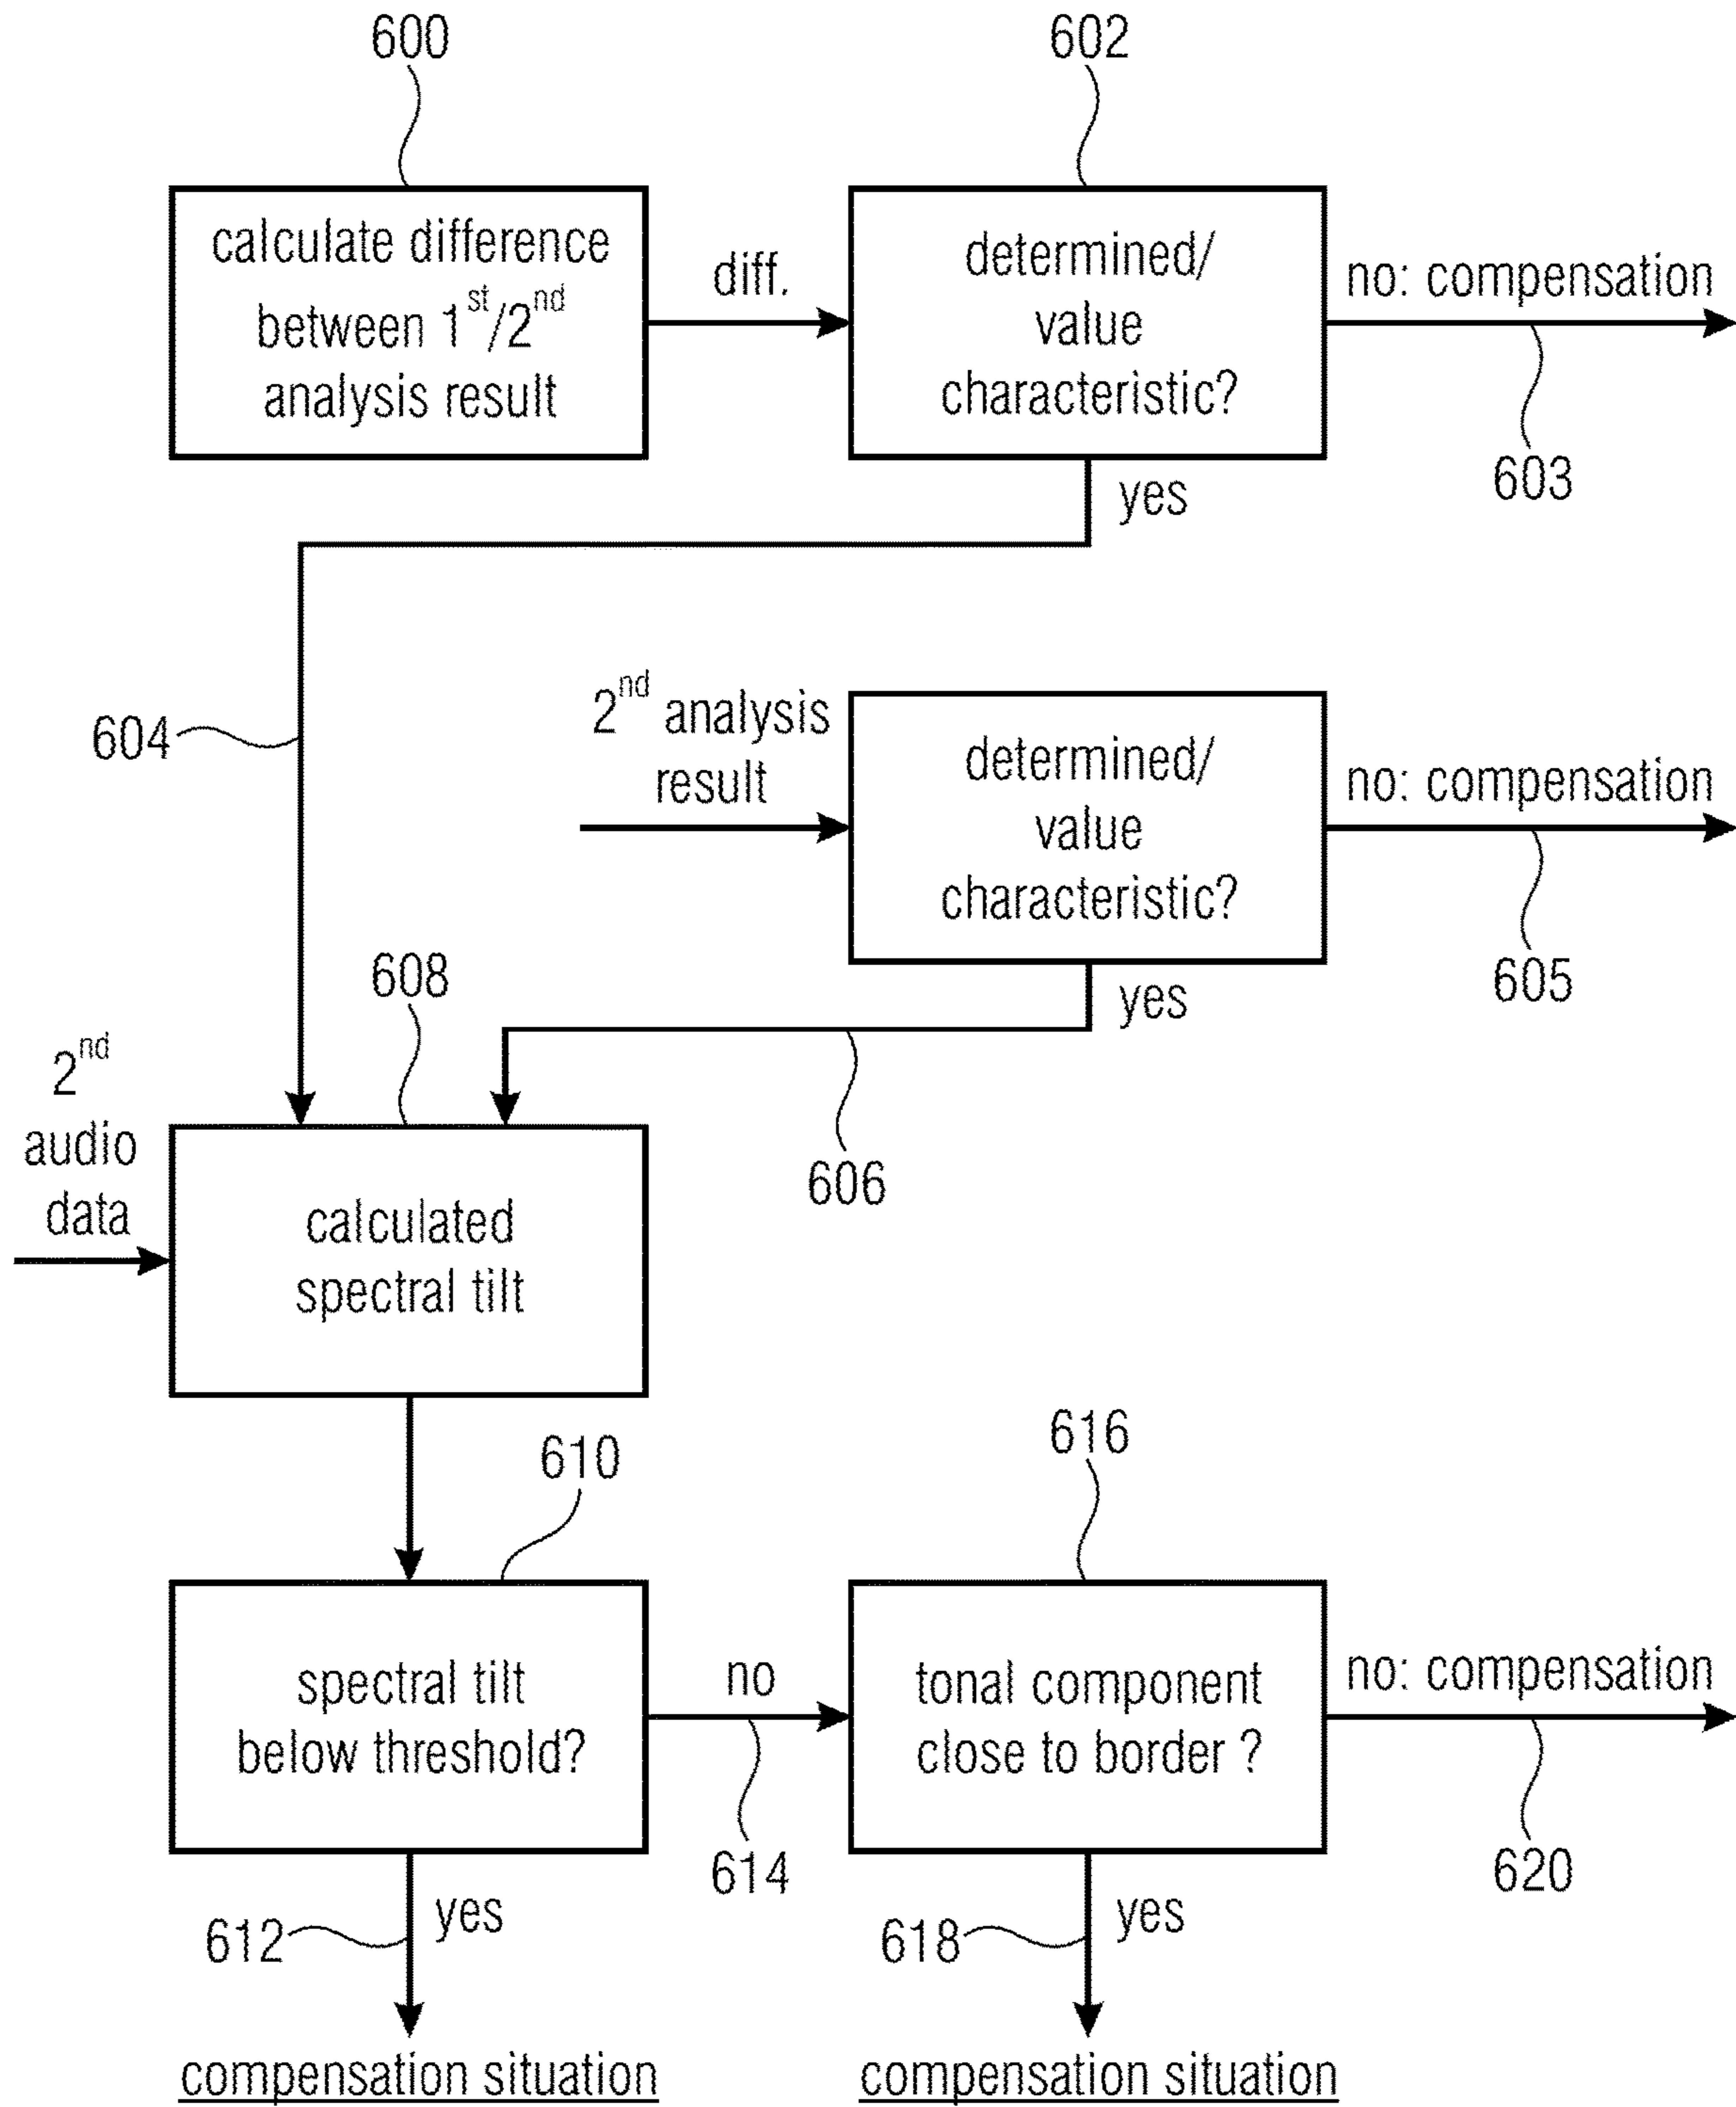 600
602
calculate difference
between 1st/2nd
analysis result
diff.
determined/
value
characteristic?
no: compensation
603
yes
604
2nd analysis
result
determined/
value
characteristic?
no: compensation
605
yes
606
608
2nd
audio
data
calculated
spectral tilt
610
616
spectral tilt
below threshold?
no
614
tonal component
close to border ?
no: compensation
620
612
yes
618
yes
compensation situation
compensation situation